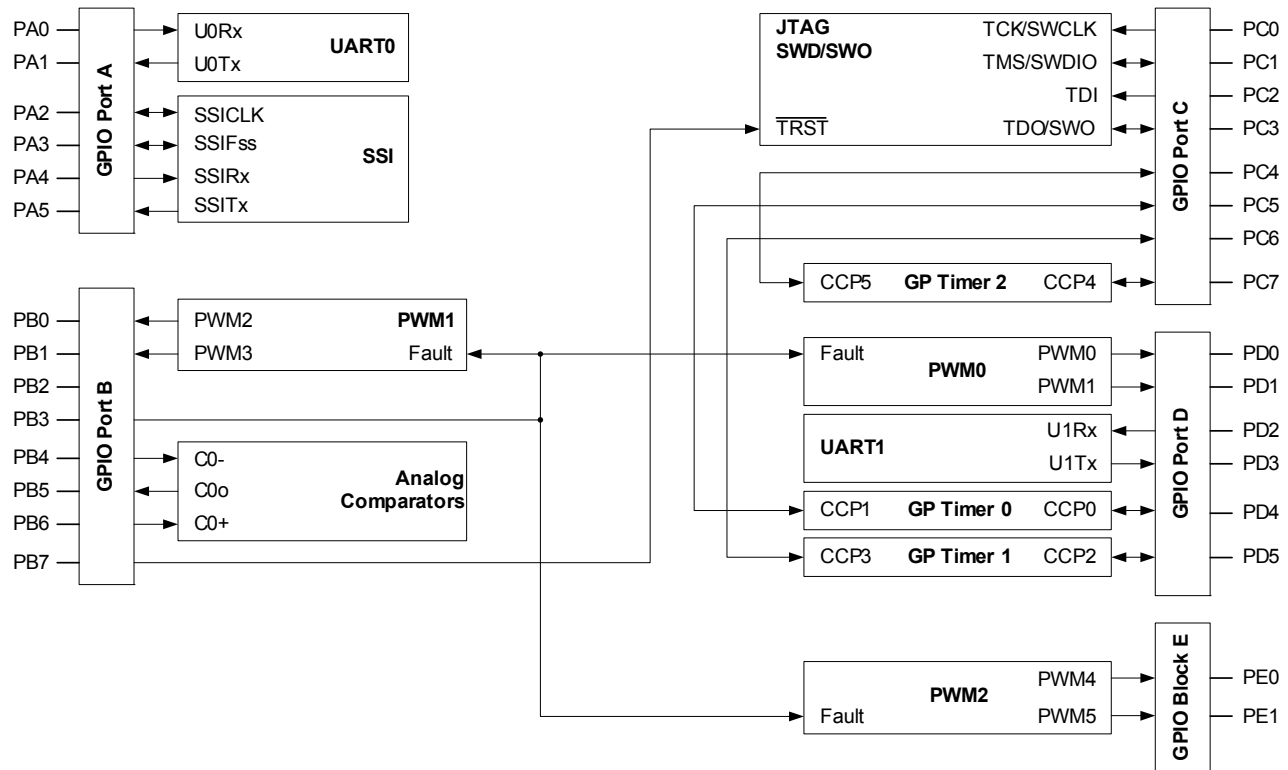 PA0
PA1
PA2
PA3
PA4
PA5
GPIO Port A
U0Rx
U0Tx
UART0
SSICLK
SSIFss
SSIRx
SSITx
SSI
JTAG
SWD/SWO
TRST
TCK/SWCLK
TMS/SWDIO
TDI
TDO/SWO
GPIO Port C
PC0
PC1
PC2
PC3
PC4
PC5
PC6
PC7
CCP5 GP Timer 2 CCP4
PB0
PB1
PB2
PB3
PB4
PB5
PB6
PB7
GPIO Port B
PWM2
PWM3
PWM1
Fault
C0-
C0o
C0+
Analog
Comparators
Fault
PWM0
PWM0
PWM1
UART1
U1Rx
U1Tx
CCP1 GP Timer 0 CCP0
CCP3 GP Timer 1 CCP2
GPIO Port D
PD0
PD1
PD2
PD3
PD4
PD5
PWM2
Fault
PWM4
PWM5
GPIO Block E
PE0
PE1